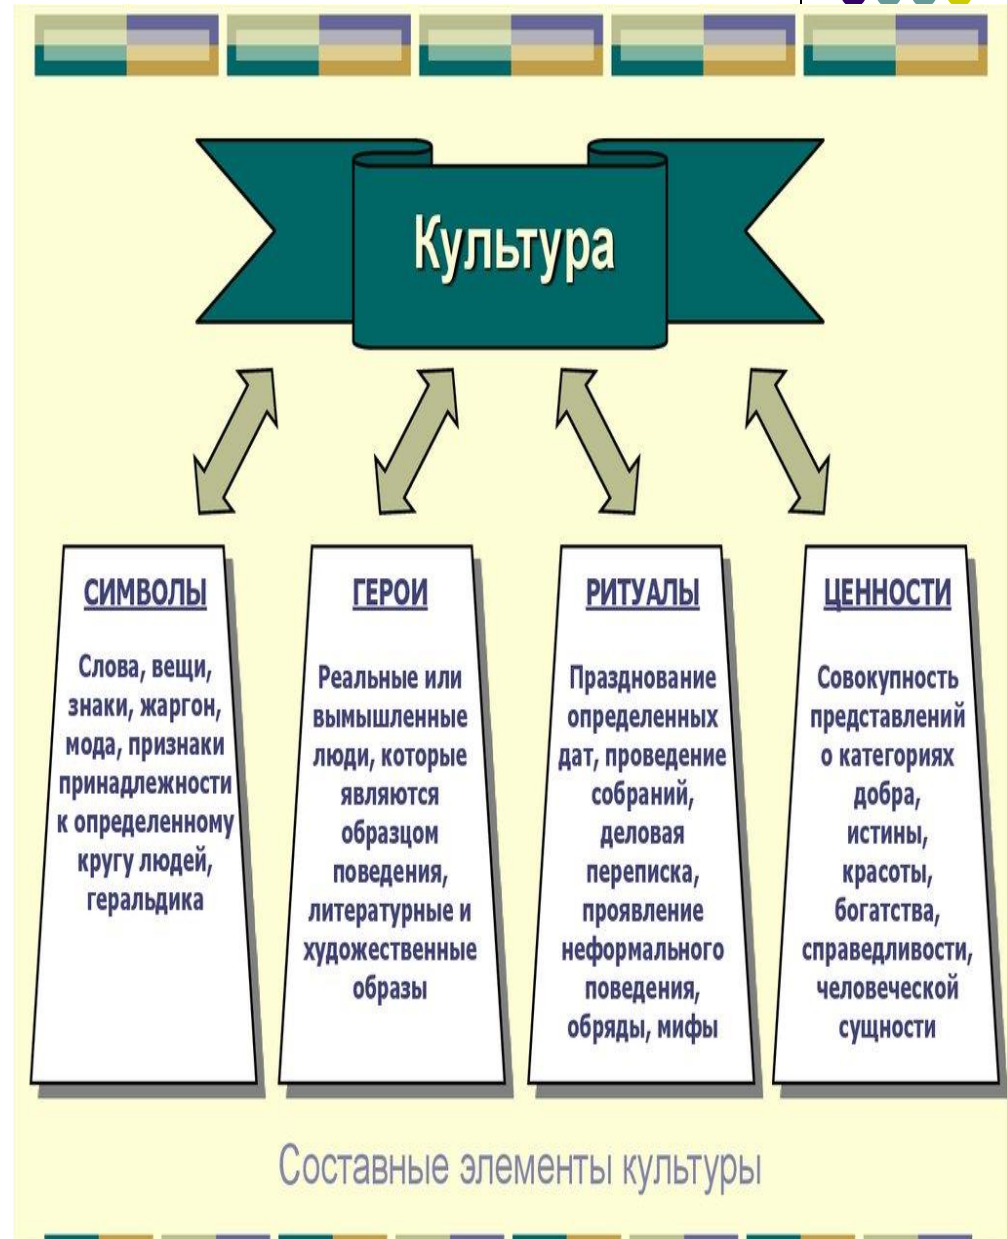 Культура
СИМВОЛЫ
Слова, вещи,
знаки, жаргон,
мода, признаки
принадлежности
к определенному
кругу людей,
геральдика
ГЕРОИ
Реальные или
вымышленные
люди, которые
являются
образцом
поведения,
литературные и
художественные
образы
РИТУАЛЫ
Празднование
определенных
дат, проведение
собраний,
деловая
переписка,
проявление
неформального
поведения,
обряды, мифы
ЦЕННОСТИ
Совокупность
представлений
о категориях
добра,
истины,
красоты,
богатства,
справедливости,
человеческой
сущности
Составные элементы культуры